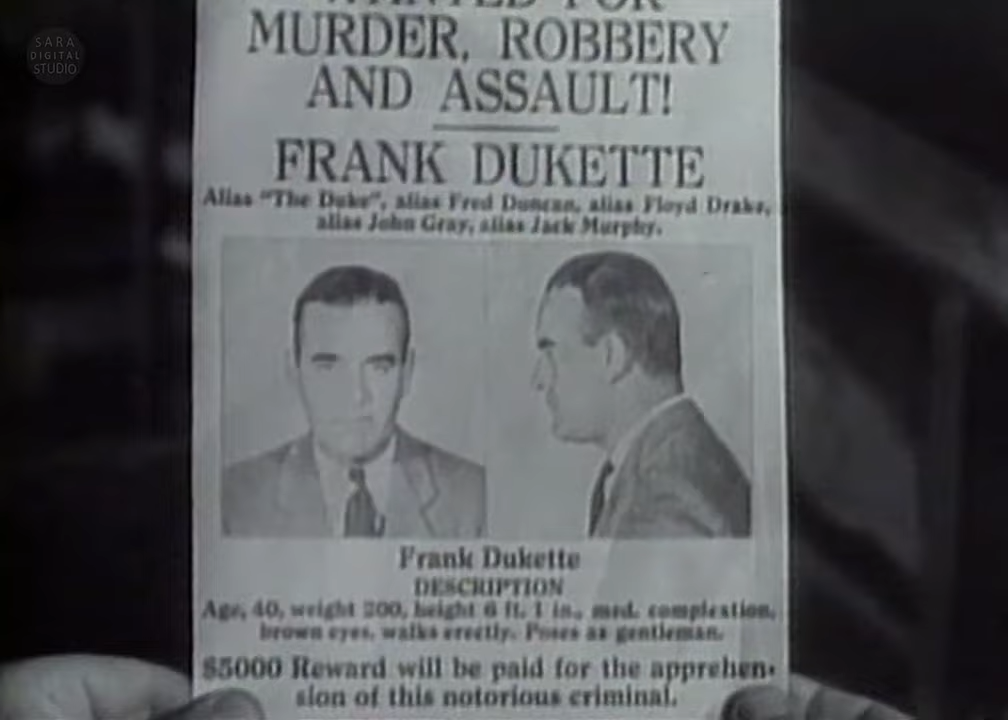 SARA
DIGITAL
STUDIO
WANTED FOR
MURDER, ROBBERY
AND ASSAULT!
FRANK DUKETTE
Alias "The Duke", alias Fred Duncan, alias Floyd Drake,
alias John Gray, alias Jack Murphy.
Frank Dukette
DESCRIPTION
Age, 40, weight 200, height 6 ft. 1 in., med. complexion,
brown eyes, walks erectly. Poses as gentleman.
$5000 Reward will be paid for the apprehen-
sion of this notorious criminal.